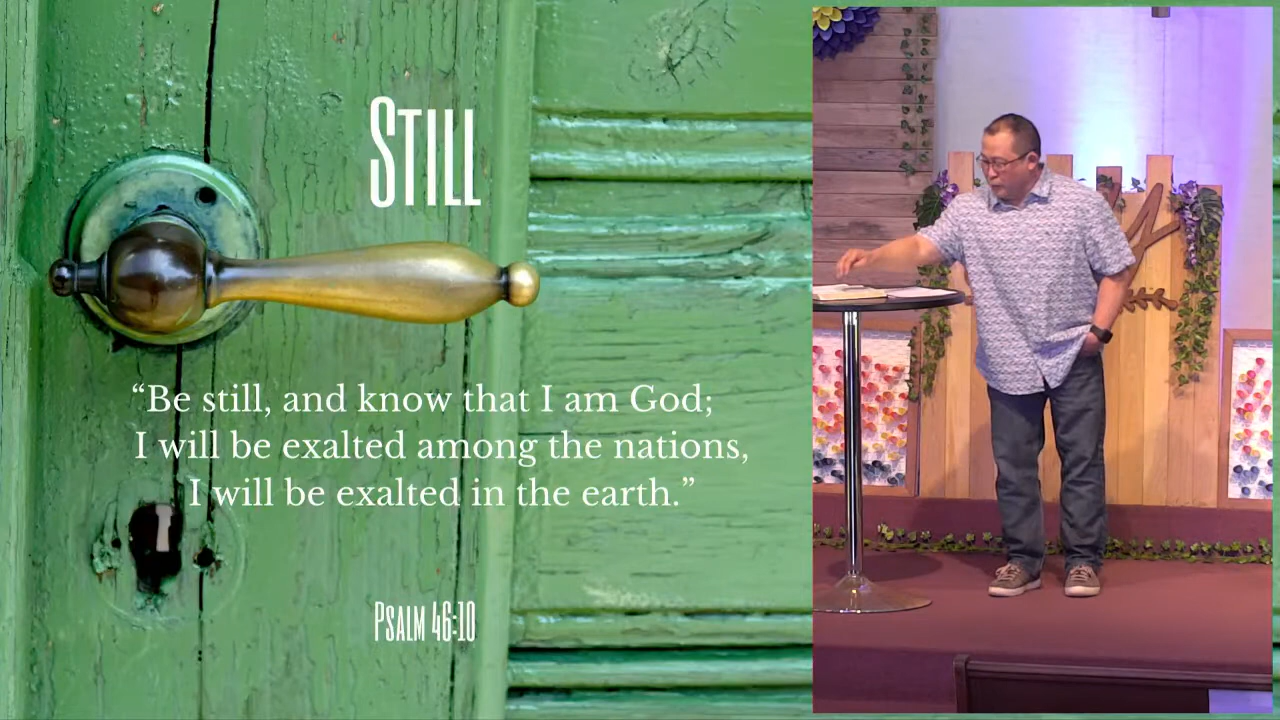 Still
“Be still, and know that I am God;
I will be exalted among the nations,
I will be exalted in the earth.”
Psalm 46:10